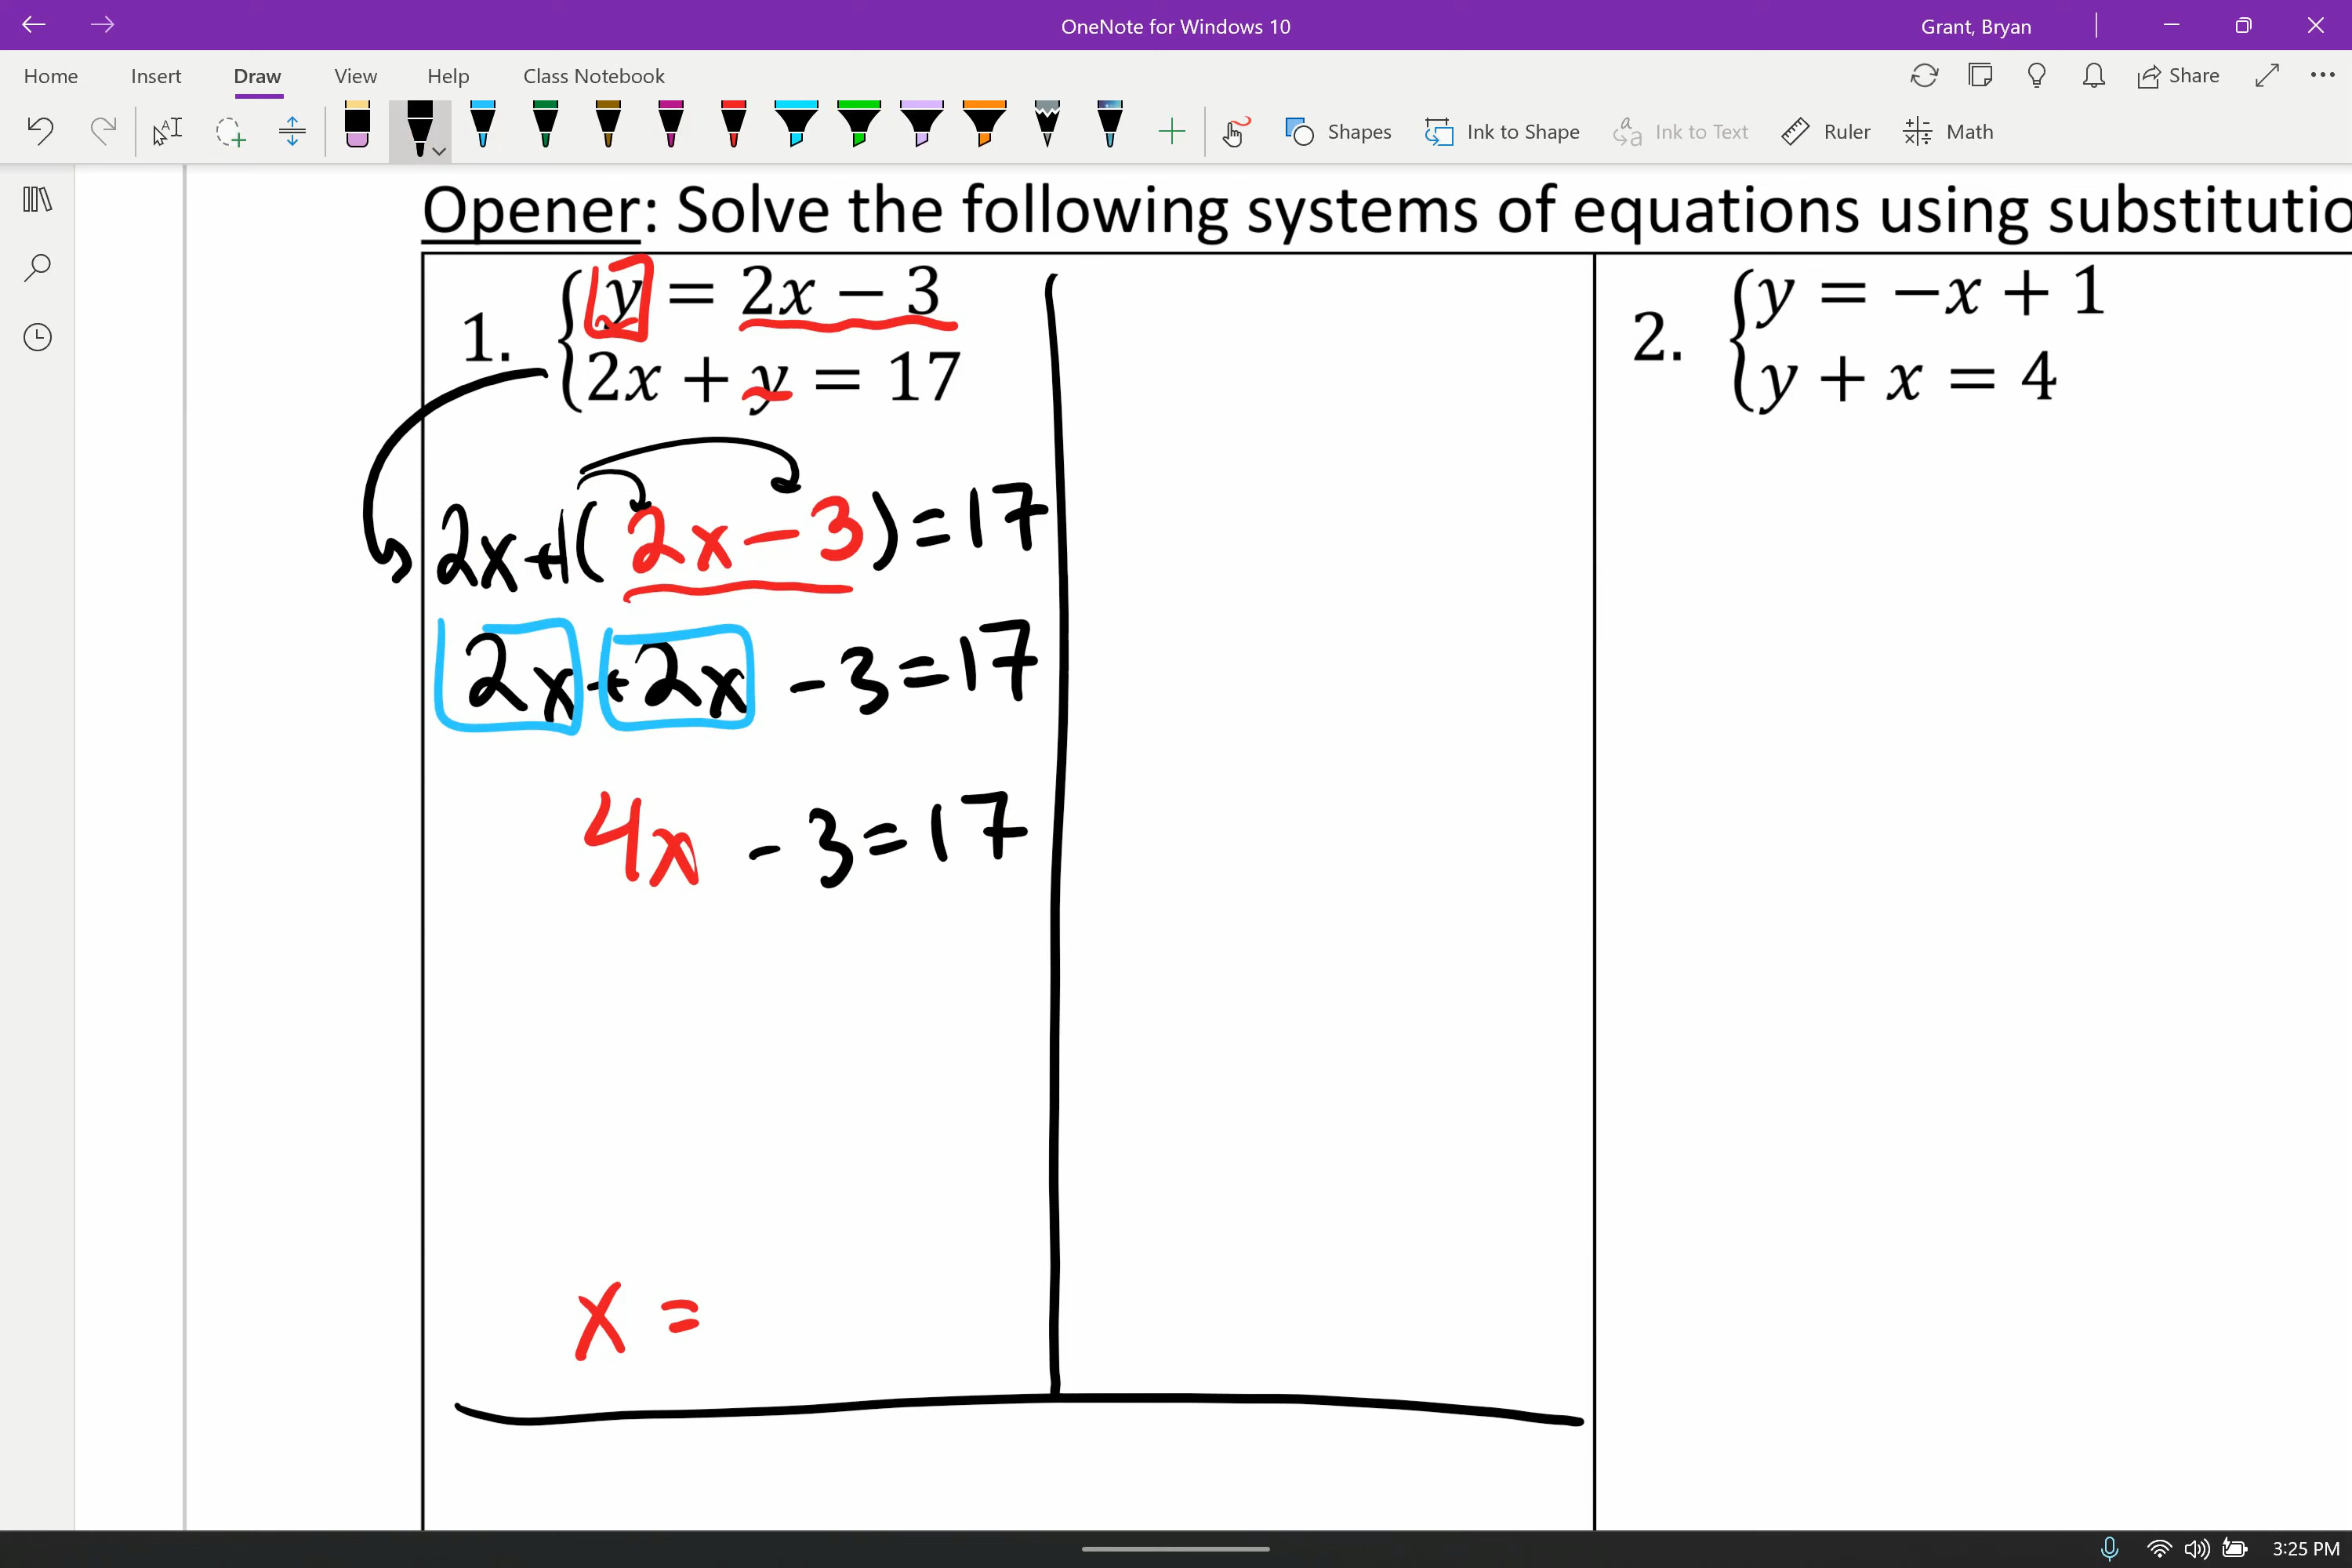 OneNote for Windows 10
Grant, Bryan
Home Insert Draw View Help Class Notebook
Share
Shapes Ink to Shape Ink to Text Ruler Math
Opener: Solve the following systems of equations using substitutio
1. { y = 2x − 3
2x + y = 17
2x+1(2x-3)=17
2x+2x -3=17
4x -3=17
x =
2. { y = −x + 1
y + x = 4
3:25 PM